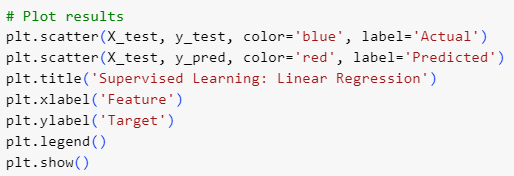 # Plot results
plt.scatter(X_test, y_test, color='blue', label='Actual')
plt.scatter(X_test, y_pred, color='red', label='Predicted')
plt.title('Supervised Learning: Linear Regression')
plt.xlabel('Feature')
plt.ylabel('Target')
plt.legend()
plt.show()